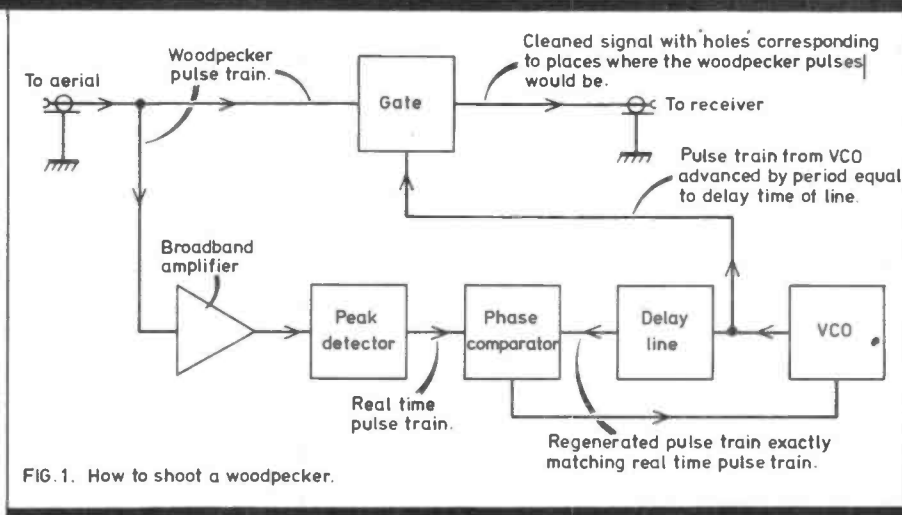 Woodpecker
pulse train.
Cleaned signal with 'holes' corresponding
to places where the woodpecker pulses
would be.
To aerial
Gate
To receiver
Pulse train from VCO
advanced by period equal
to delay time of line.
Broadband
amplifier
Peak
detector
Phase
comparator
Delay
line
VCO
Real time
pulse train.
Regenerated pulse train exactly
matching real time pulse train.
FIG.1. How to shoot a woodpecker.